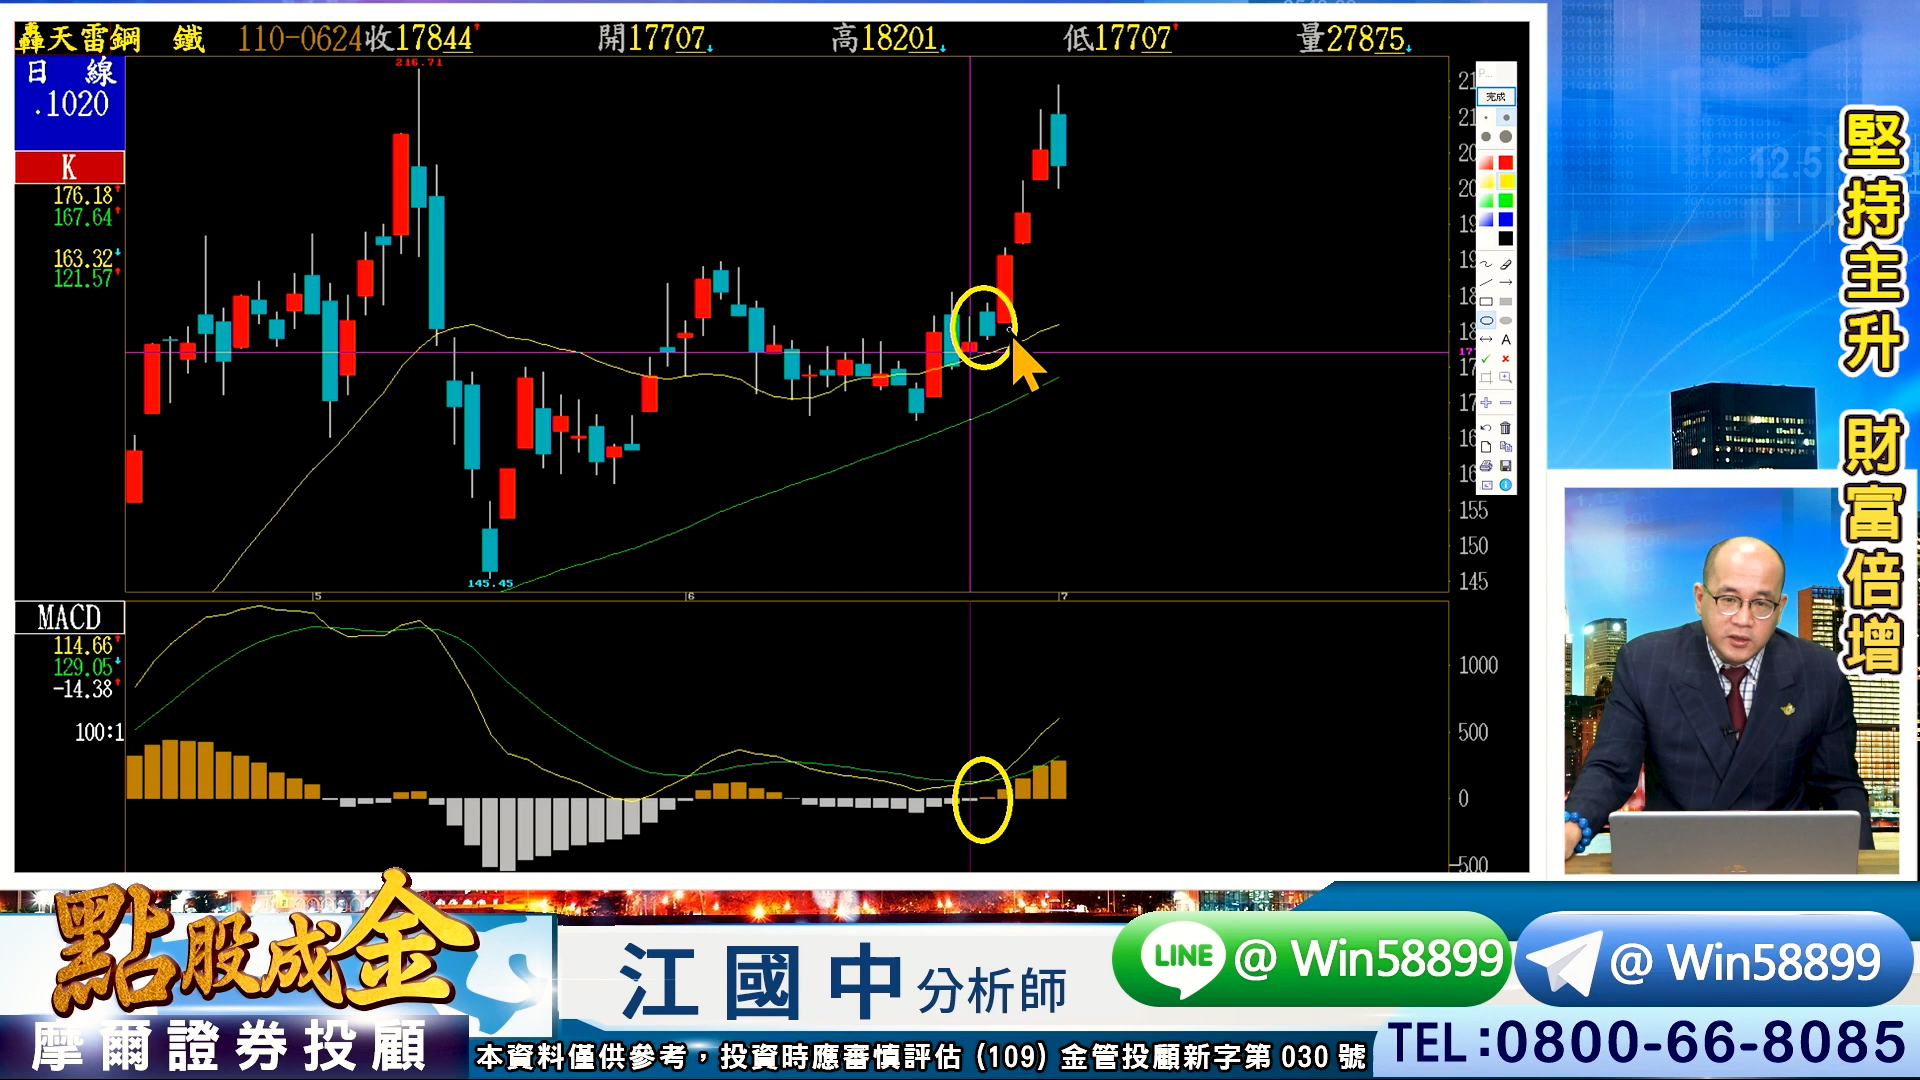 轟天雷鋼 鐵 110-0624收17844 開17707 高18201 低17707 量27875
日 線
.1020
K
176.18
167.64
163.32
121.57
216.71
145.45
完成
A
155
150
145
5 6 7
MACD
114.66
129.05
-14.38
100:1
1000
500
0
-500
堅持主升 財富倍增
點股成金
摩爾證券投顧
江國中分析師
LINE @ Win58899
@ Win58899
TEL:0800-66-8085
本資料僅供參考，投資時應審慎評估 (109) 金管投顧新字第 030 號